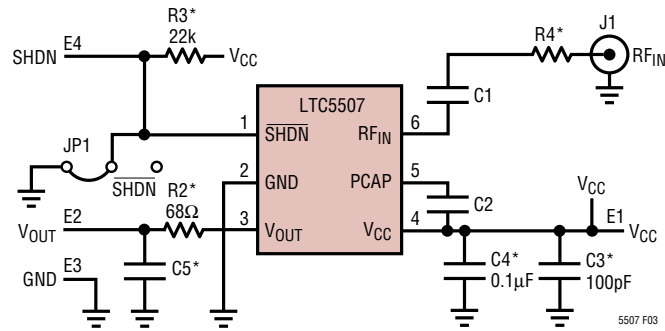 R3*
22k
SHDN E4
V_CC
R4*
J1
RF_IN
C1
LTC5507
1 S̅H̅D̅N̅
RF_IN 6
JP1
S̅H̅D̅N̅
2 GND
PCAP 5
C2
R2*
68Ω
V_OUT E2
3 V_OUT
V_CC 4
V_CC
E1 V_CC
C5*
C4*
0.1µF
C3*
100pF
GND E3
5507 F03